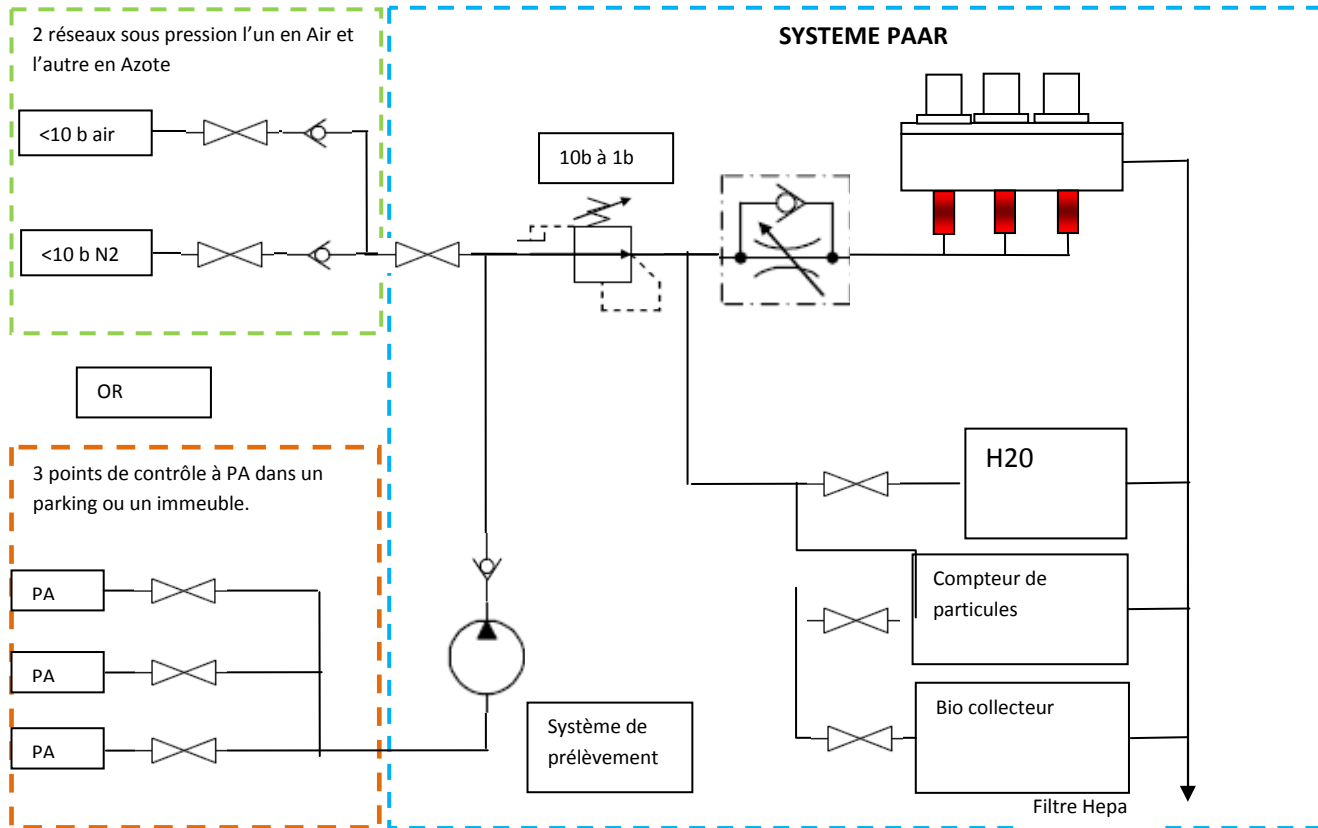 2 réseaux sous pression l'un en Air et
l'autre en Azote
<10 b air
<10 b N2
SYSTEME PAAR
10b à 1b
OR
3 points de contrôle à PA dans un
parking ou un immeuble.
PA
PA
PA
Système de
prélèvement
H20
Compteur de
particules
Bio collecteur
Filtre Hepa